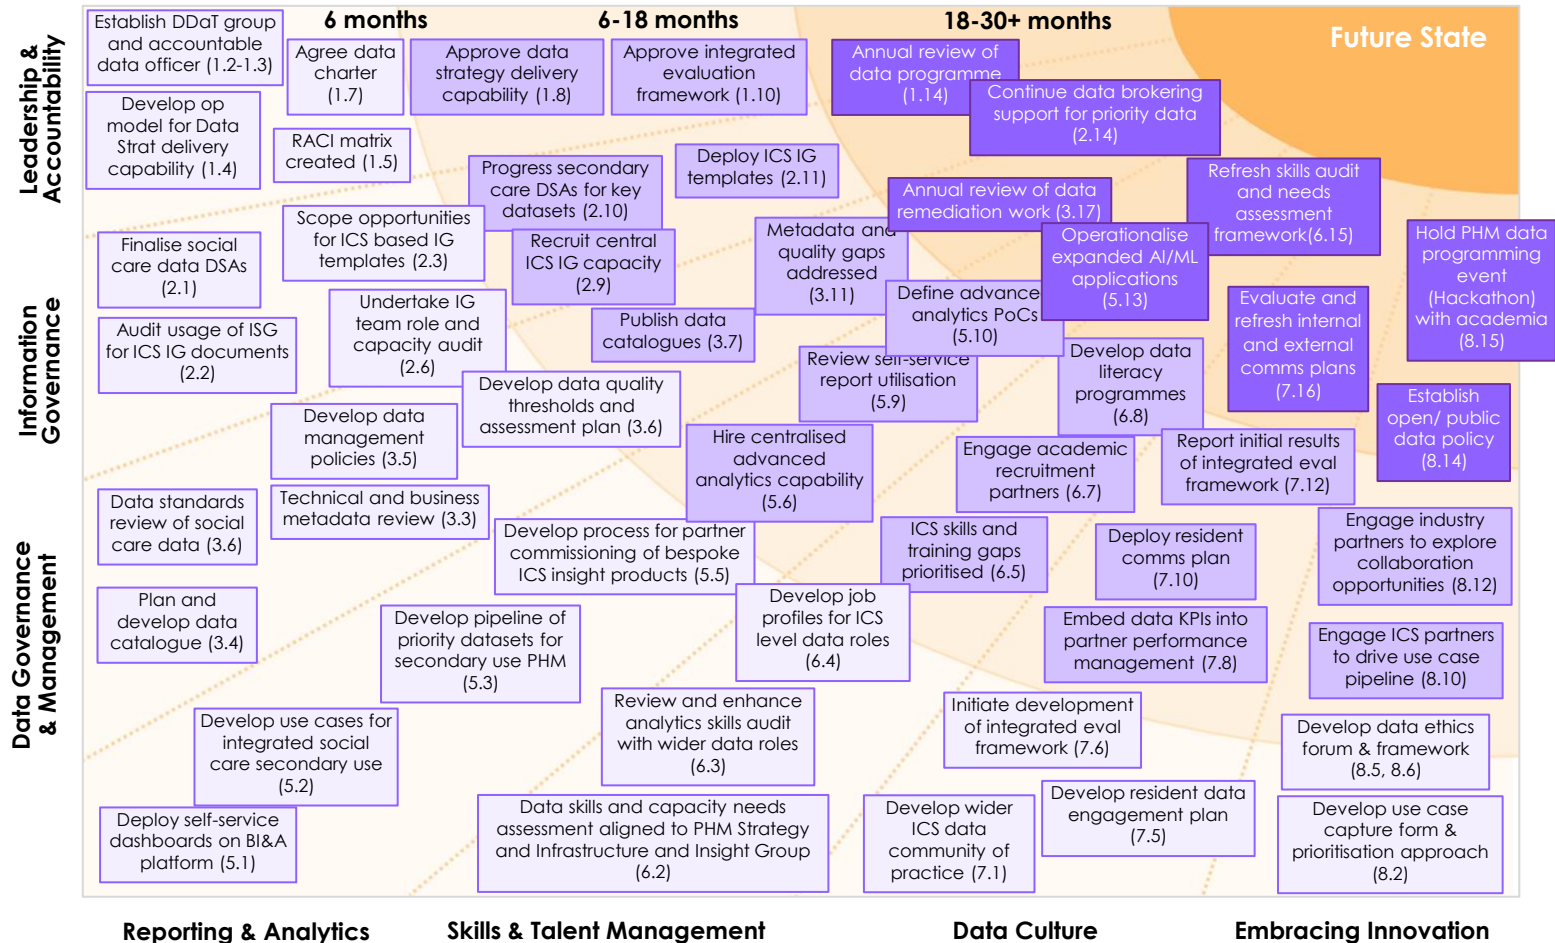 6 months
6-18 months
18-30+ months
Future State
Leadership &
Accountability
Information
Governance
Data Governance
& Management
Establish DDaT group
and accountable
data officer (1.2-1.3)
Agree data
charter
(1.7)
Approve data
strategy delivery
capability (1.8)
Approve integrated
evaluation
framework (1.10)
Annual review of
data programme
(1.14)
Continue data brokering
support for priority data
(2.14)
Develop op
model for Data
Strat delivery
capability (1.4)
RACI matrix
created (1.5)
Progress secondary
care DSAs for key
datasets (2.10)
Deploy ICS IG
templates (2.11)
Annual review of data
remediation work (3.17)
Refresh skills audit
and needs
assessment
framework(6.15)
Scope opportunities
for ICS based IG
templates (2.3)
Finalise social
care data DSAs
(2.1)
Recruit central
ICS IG capacity
(2.9)
Metadata and
quality gaps
addressed
(3.11)
Operationalise
expanded AI/ML
applications
(5.13)
Hold PHM data
programming
event
(Hackathon)
with academia
(8.15)
Undertake IG
team role and
capacity audit
(2.6)
Audit usage of ISG
for ICS IG documents
(2.2)
Publish data
catalogues (3.7)
Define advance
analytics PoCs
(5.10)
Evaluate and
refresh internal
and external
comms plans
(7.16)
Review self-service
report utilisation
(5.9)
Develop data
literacy
programmes
(6.8)
Develop data quality
thresholds and
assessment plan (3.6)
Establish
open/ public
data policy
(8.14)
Develop data
management
policies (3.5)
Hire centralised
advanced
analytics capability
(5.6)
Engage academic
recruitment
partners (6.7)
Report initial results
of integrated eval
framework (7.12)
Data standards
review of social
care data (3.6)
Technical and business
metadata review (3.3)
Develop process for partner
commissioning of bespoke
ICS insight products (5.5)
ICS skills and
training gaps
prioritised (6.5)
Deploy resident
comms plan
(7.10)
Engage industry
partners to explore
collaboration
opportunities (8.12)
Plan and
develop data
catalogue (3.4)
Develop pipeline of
priority datasets for
secondary use PHM
(5.3)
Develop job
profiles for ICS
level data roles
(6.4)
Embed data KPIs into
partner performance
management (7.8)
Engage ICS partners
to drive use case
pipeline
(8.10)
Develop use cases for
integrated social
care secondary use
(5.2)
Review and enhance
analytics skills audit
with wider data roles
(6.3)
Initiate development
of integrated eval
framework (7.6)
Develop data ethics
forum & framework
(8.5, 8.6)
Deploy self-service
dashboards on BI&A
platform (5.1)
Data skills and capacity needs
assessment aligned to PHM Strategy
and Infrastructure and Insight Group
(6.2)
Develop wider
ICS data
community of
practice (7.1)
Develop resident data
engagement plan
(7.5)
Develop use case
capture form &
prioritisation approach
(8.2)
Reporting & Analytics
Skills & Talent Management
Data Culture
Embracing Innovation